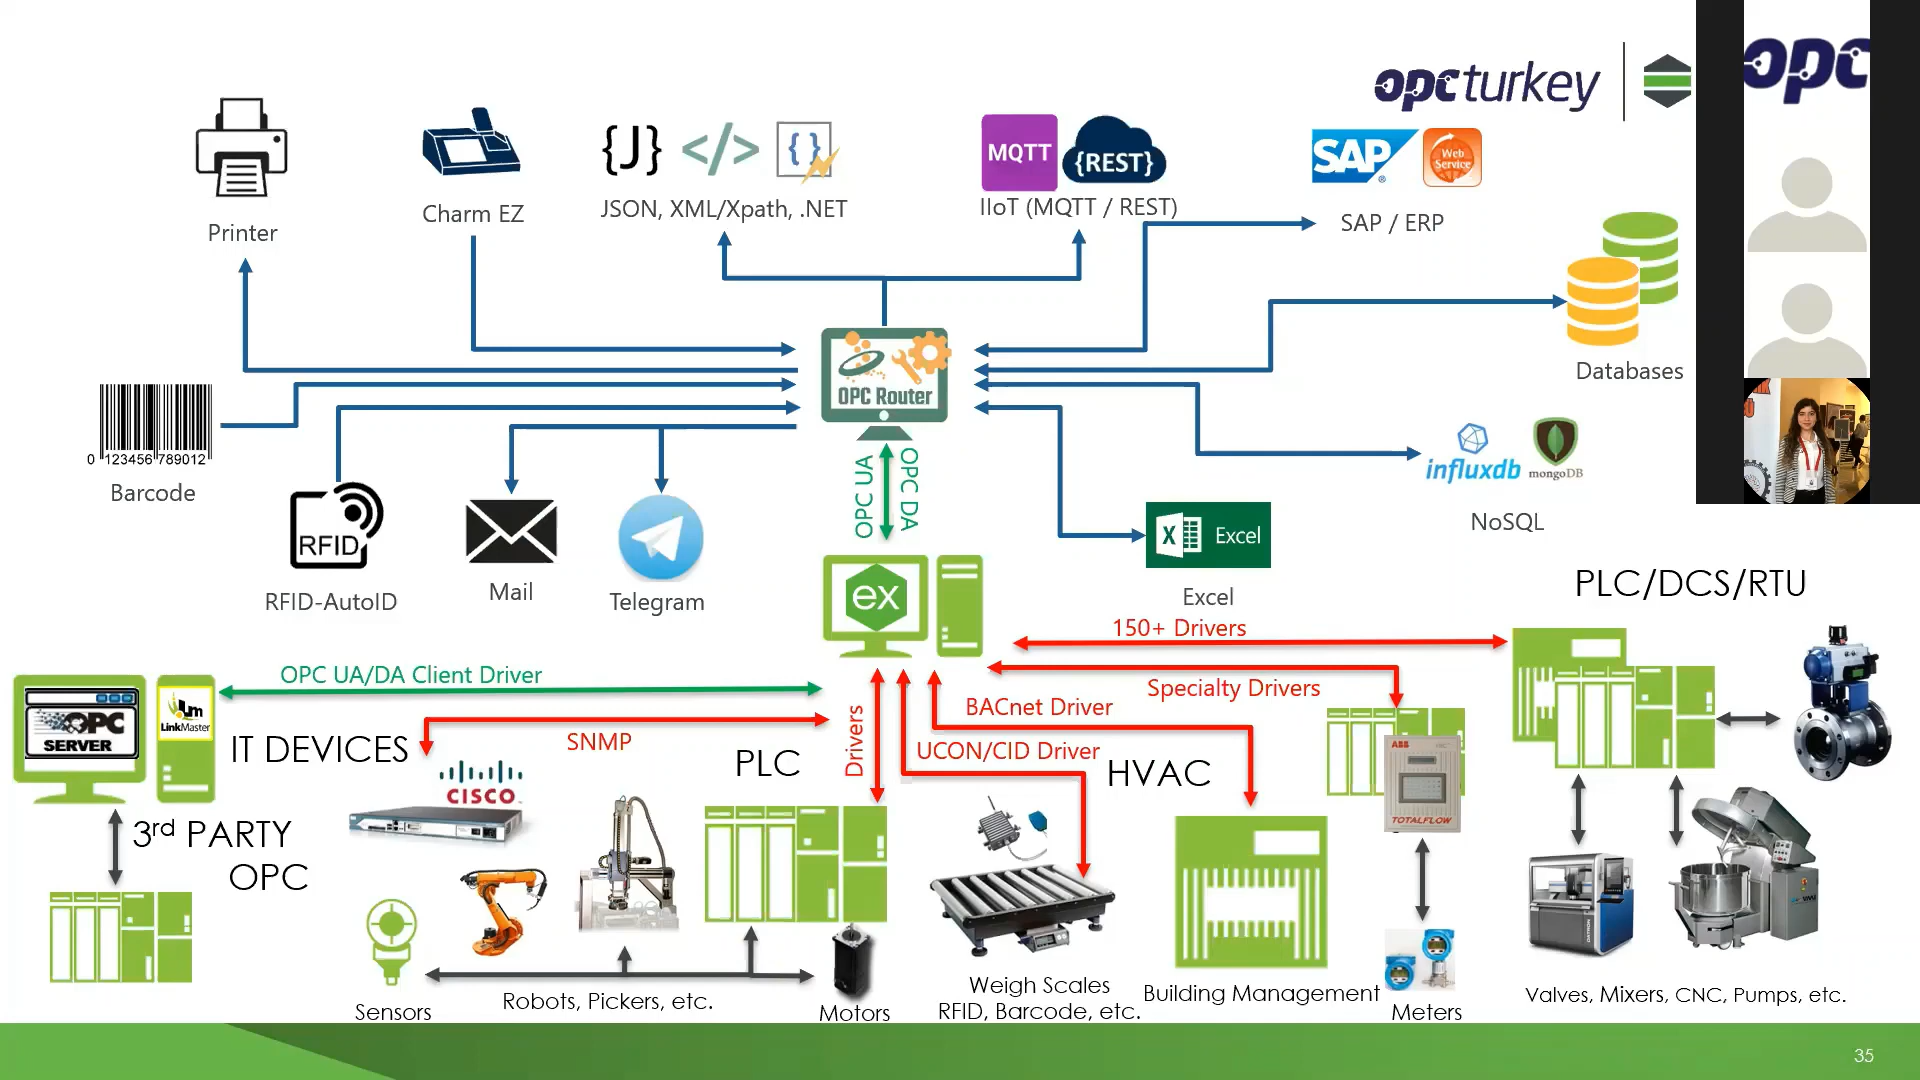 opcturkey
opc
{J}
</>
{ }
MQTT
{REST}
SAP
®
Web
Service
Printer
Charm EZ
JSON, XML/Xpath, .NET
IIoT (MQTT / REST)
SAP / ERP
Databases
OPC Router
0 123456 789012
Barcode
RFID
RFID-AutoID
Mail
Telegram
OPC UA
OPC DA
influxdb
mongoDB
NoSQL
X
Excel
Excel
ex
PLC/DCS/RTU
150+ Drivers
OPC UA/DA Client Driver
Specialty Drivers
OPC
SERVER
LinkMaster
IT DEVICES
SNMP
PLC
Drivers
BACnet Driver
UCON/CID Driver
HVAC
CISCO
ABB
TOTALFLOW
3rd PARTY
OPC
DATRON
Sensors
Robots, Pickers, etc.
Motors
Weigh Scales
RFID, Barcode, etc.
Building Management
Meters
Valves, Mixers, CNC, Pumps, etc.
35